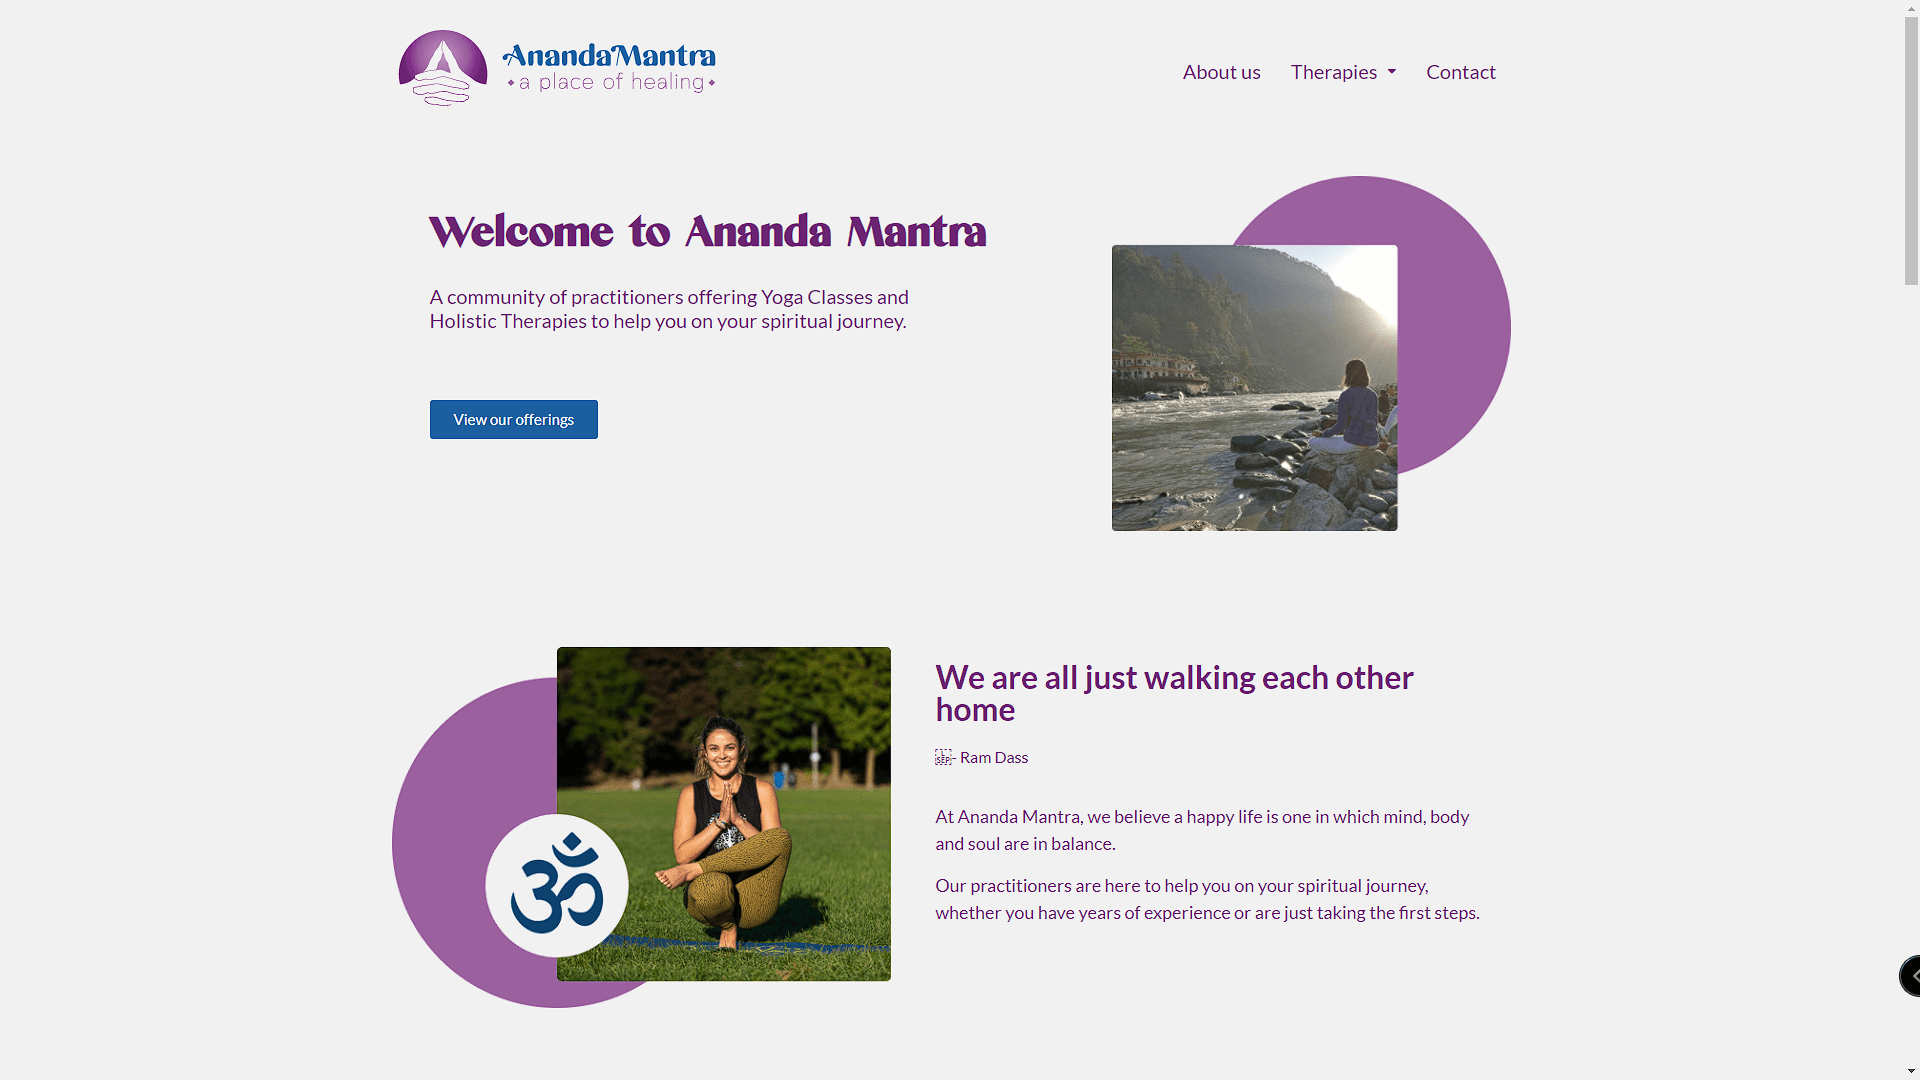 AnandaMantra
•a place of healing•
About us
Therapies
Contact
Welcome to Ananda Mantra
A community of practitioners offering Yoga Classes and
Holistic Therapies to help you on your spiritual journey.
View our offerings
We are all just walking each other
home
L SEP- Ram Dass
At Ananda Mantra, we believe a happy life is one in which mind, body
and soul are in balance.
Our practitioners are here to help you on your spiritual journey,
whether you have years of experience or are just taking the first steps.
ॐ